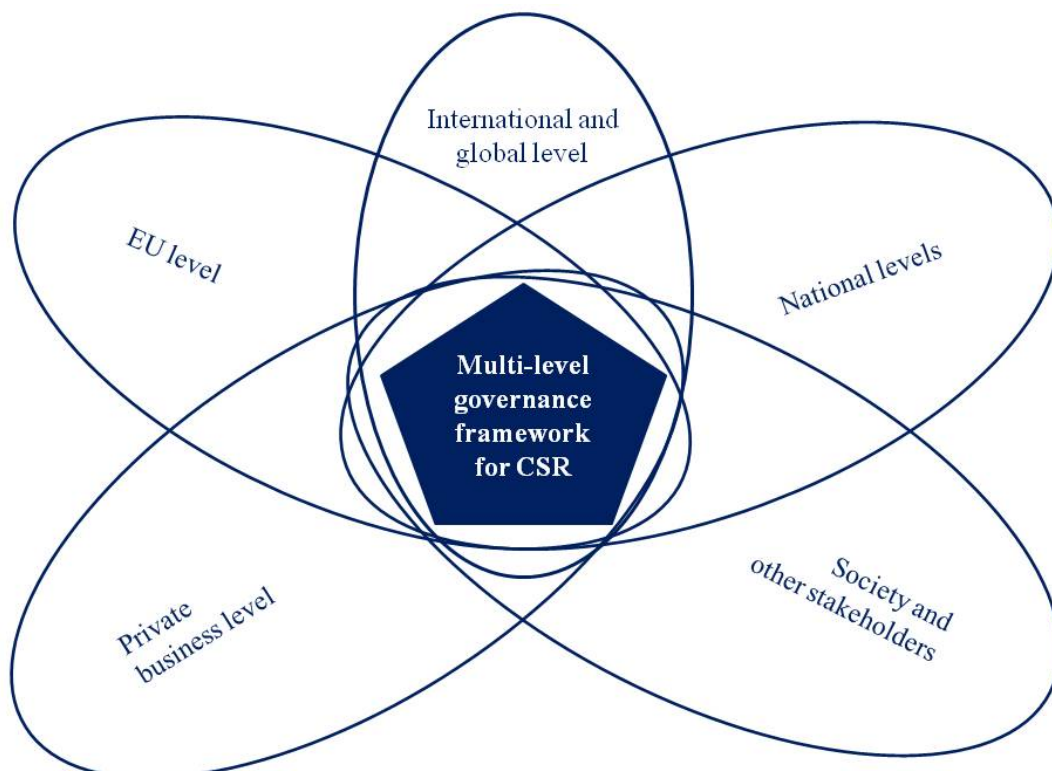 International and
global level
EU level
National levels
Multi-level
governance
framework
for CSR
Private
business level
Society and
other stakeholders